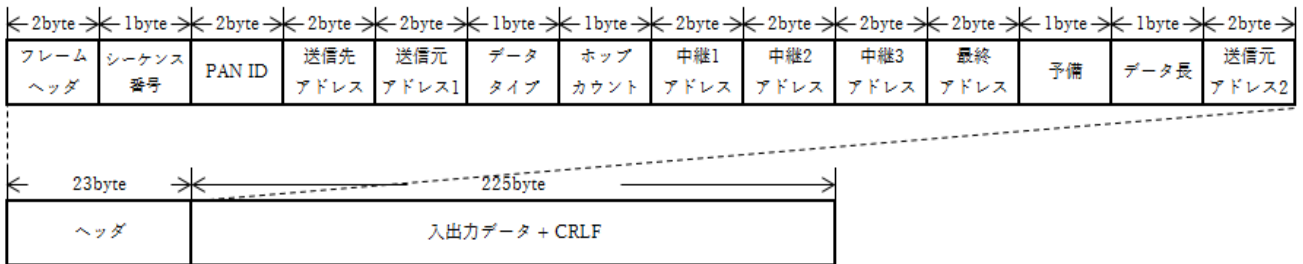 2byte 1byte 2byte 2byte 2byte 1byte 1byte 2byte 2byte 2byte 2byte 1byte 1byte 2byte
フレーム シーケンス PAN ID 送信先 送信元 データ ホップ 中継1 中継2 中継3 最終 予備 データ長 送信元
ヘッダ 番号 アドレス アドレス1 タイプ カウント アドレス アドレス アドレス アドレス アドレス2
23byte 225byte
ヘッダ 入出力データ + CRLF